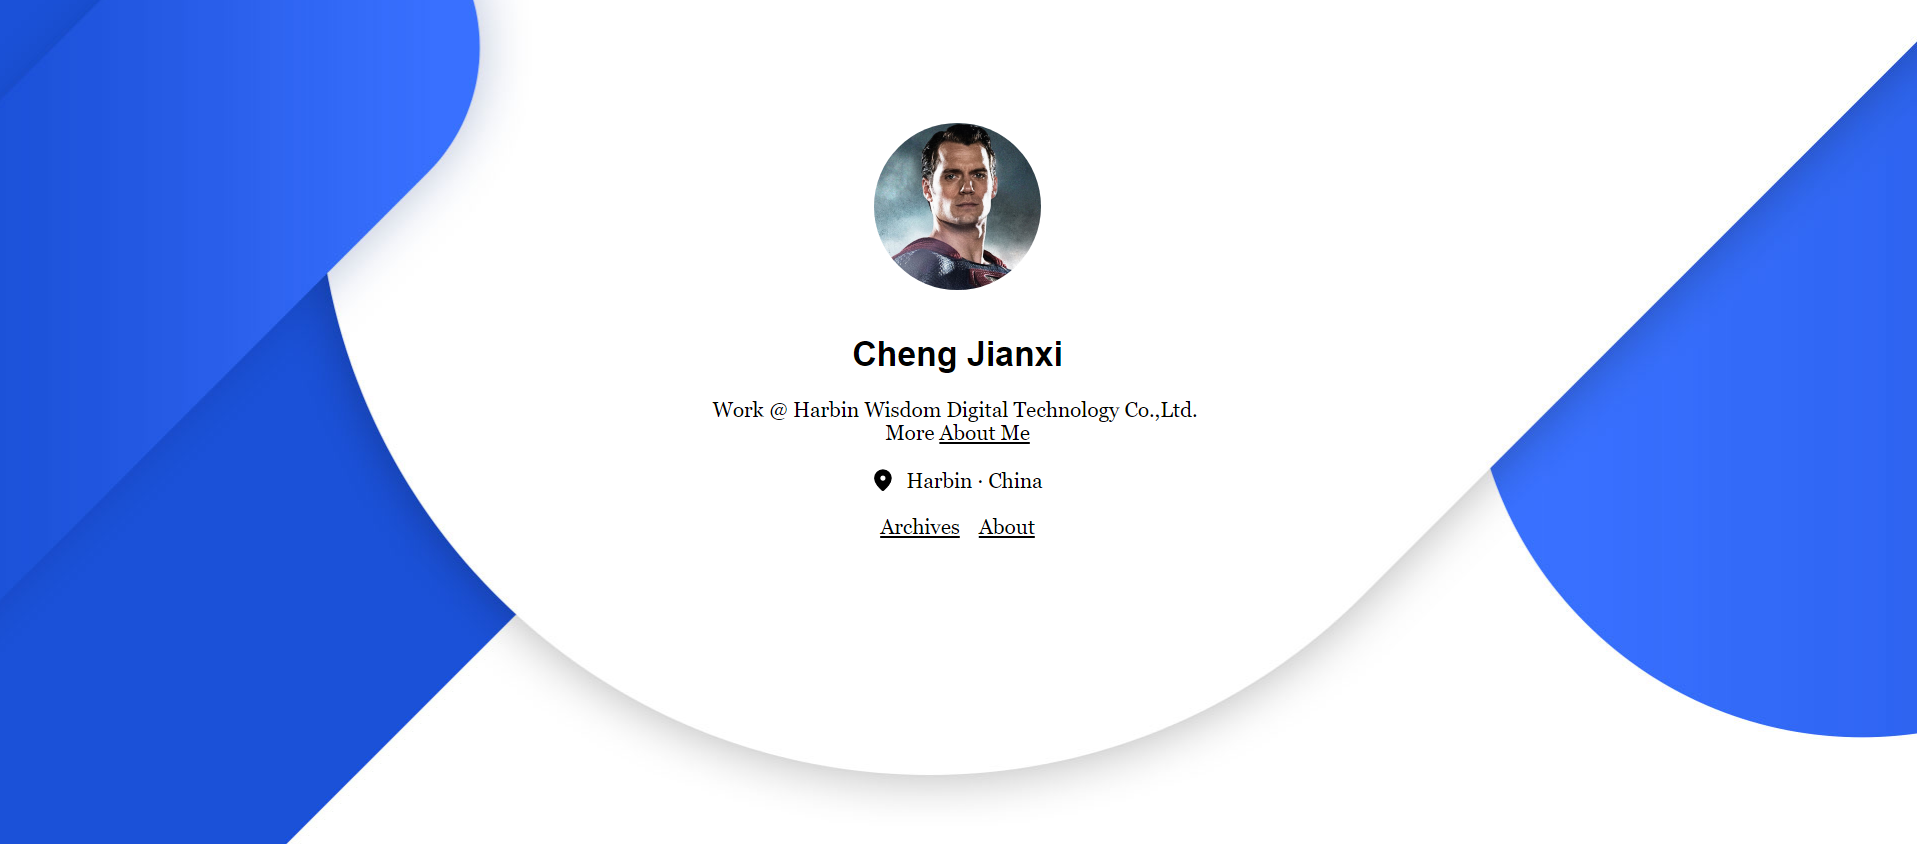 Cheng Jianxi
Work @ Harbin Wisdom Digital Technology Co.,Ltd.
More About Me
Harbin · China
Archives About